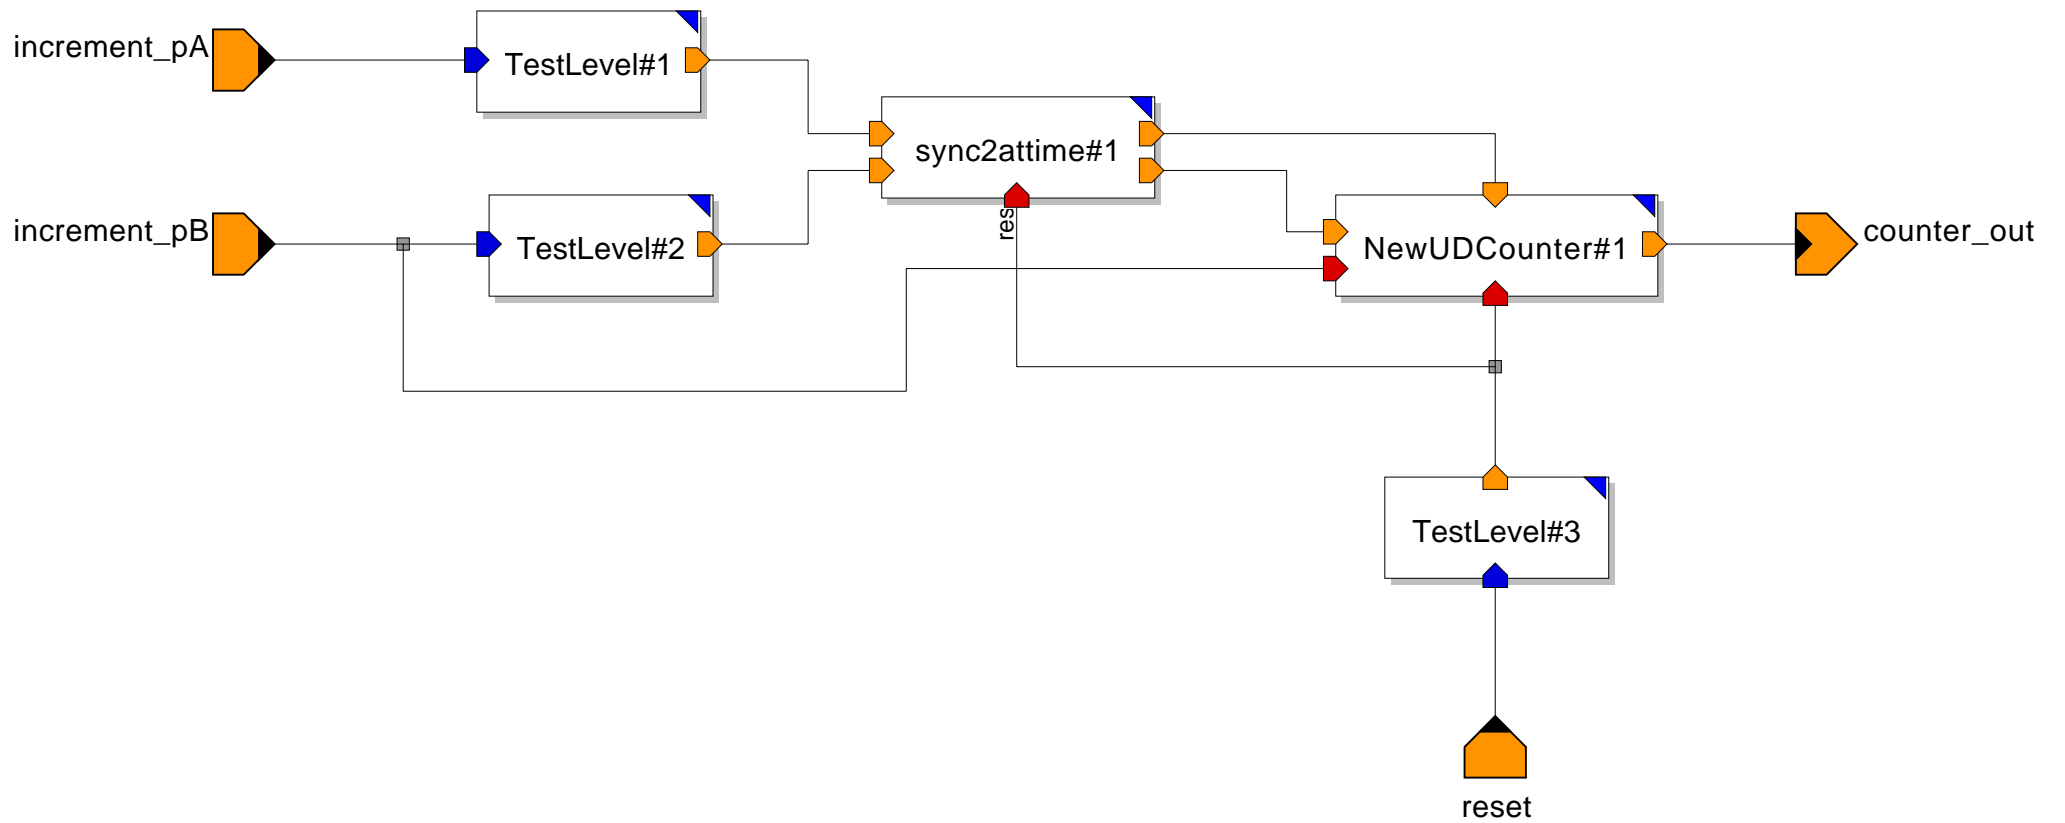 increment_pA
TestLevel#1
sync2attime#1
res
increment_pB
TestLevel#2
NewUDCounter#1
counter_out
TestLevel#3
reset